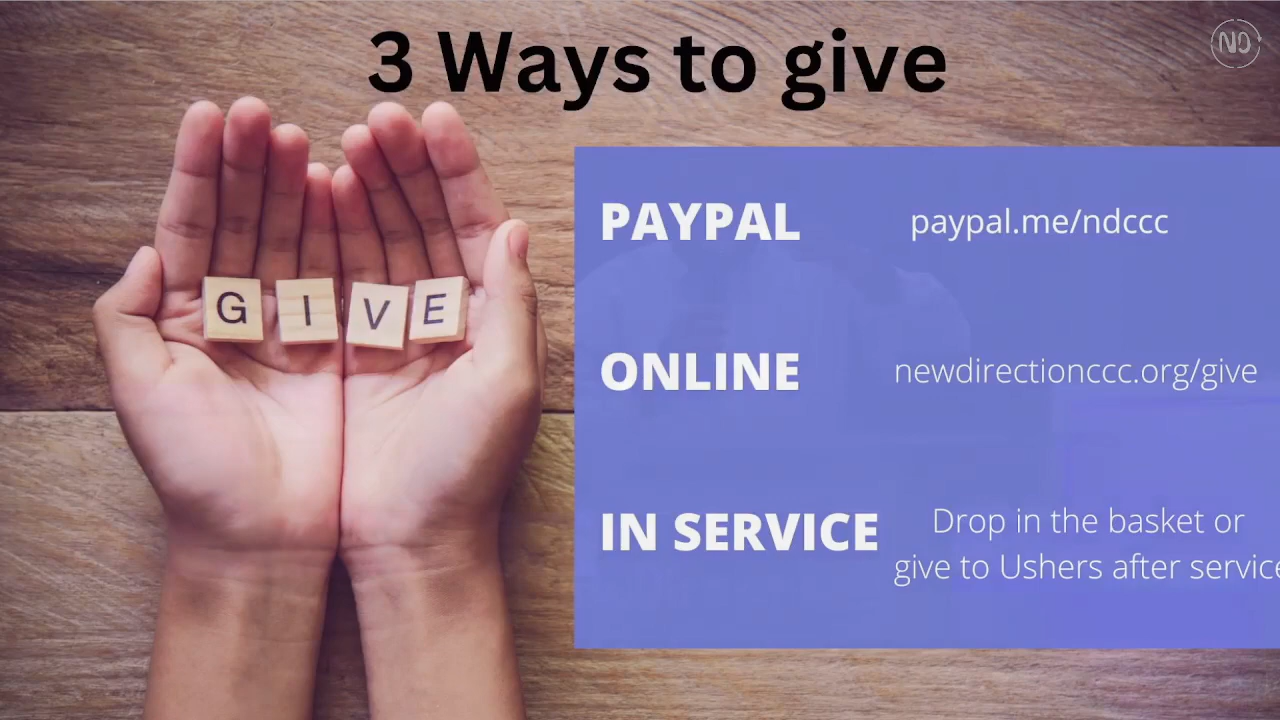 3 Ways to give
ND
G I V E
PAYPAL paypal.me/ndccc
ONLINE newdirectionccc.org/give
IN SERVICE Drop in the basket or
give to Ushers after service